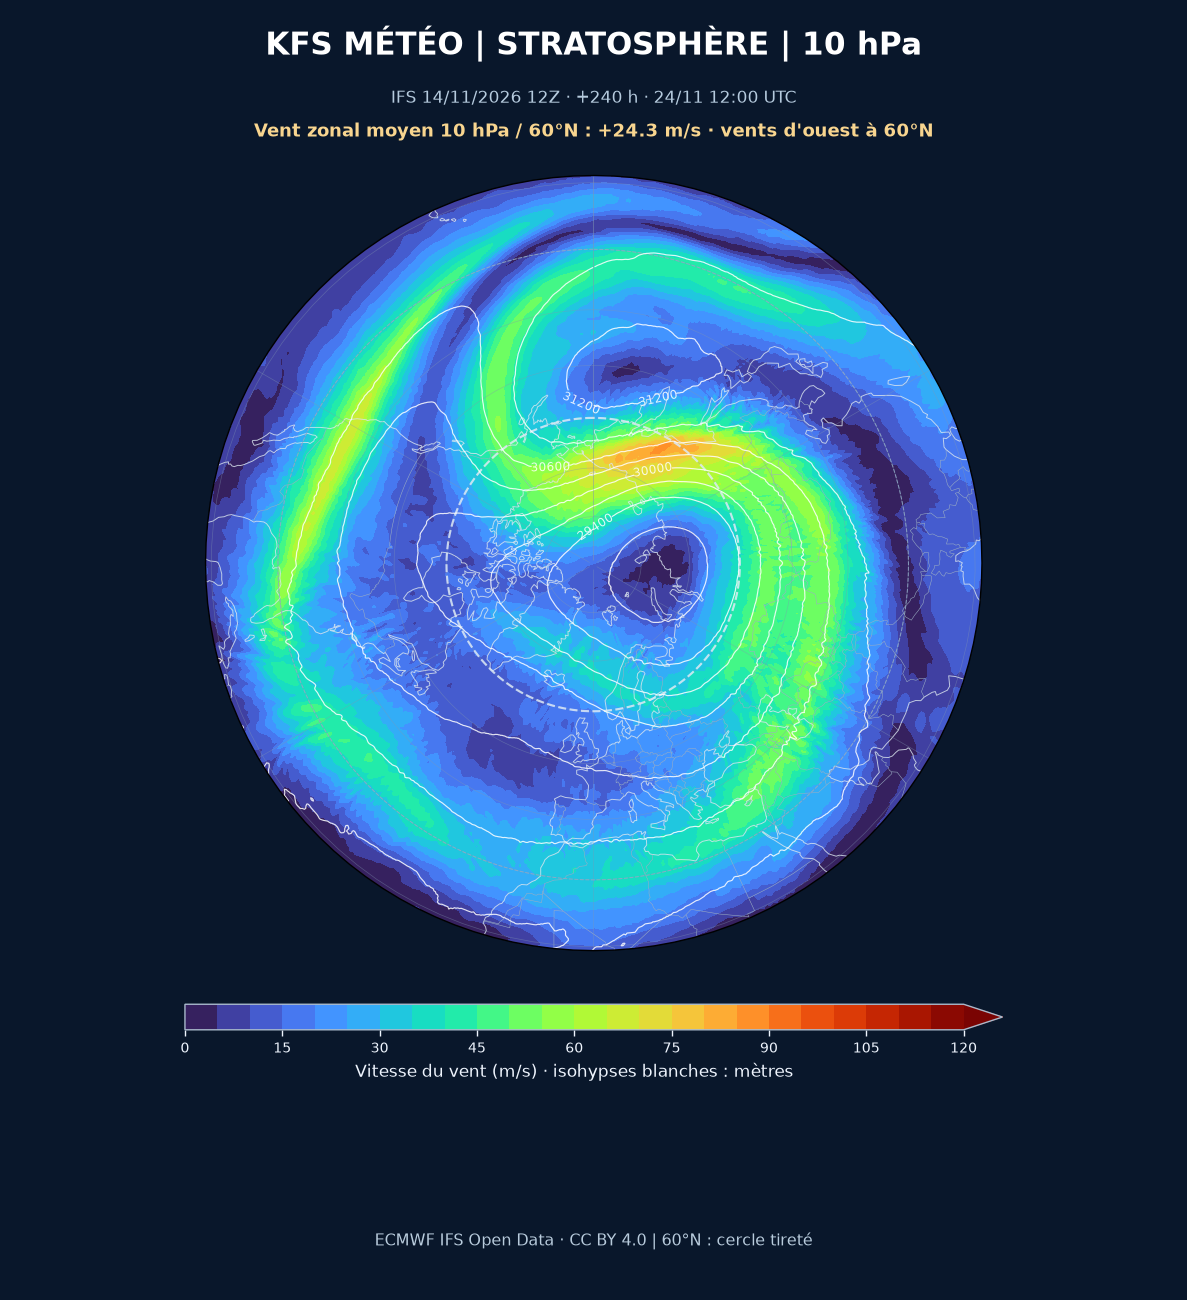 KFS MÉTÉO | STRATOSPHÈRE | 10 hPa
IFS 14/11/2026 12Z · +240 h · 24/11 12:00 UTC
Vent zonal moyen 10 hPa / 60°N : +24.3 m/s · vents d'ouest à 60°N
31200
31200
30600
30000
29400
0 15 30 45 60 75 90 105 120
Vitesse du vent (m/s) · isohypses blanches : mètres
ECMWF IFS Open Data · CC BY 4.0 | 60°N : cercle tireté